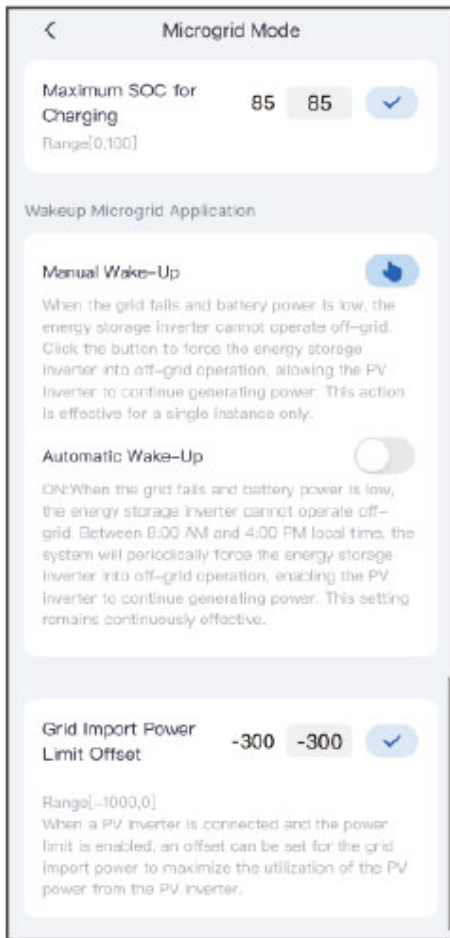 Microgrid Mode
Maximum SOC for
Charging
85 85
Range[0,100]
Wakeup Microgrid Application
Manual Wake-Up
When the grid fails and battery power is low, the
energy storage inverter cannot operate off-grid.
Click the button to force the energy storage
inverter into off-grid operation, allowing the PV
inverter to continue generating power. This action
is effective for a single instance only.
Automatic Wake-Up
ON:When the grid fails and battery power is low,
the energy storage inverter cannot operate off-
grid. Between 8:00 AM and 4:00 PM local time, the
system will periodically force the energy storage
inverter into off-grid operation, enabling the PV
inverter to continue generating power. This setting
remains continuously effective.
Grid Import Power
Limit Offset
-300 -300
Range[-1000,0]
When a PV inverter is connected and the power
limit is enabled, an offset can be set for the grid
import power to maximize the utilization of the PV
power from the PV inverter.